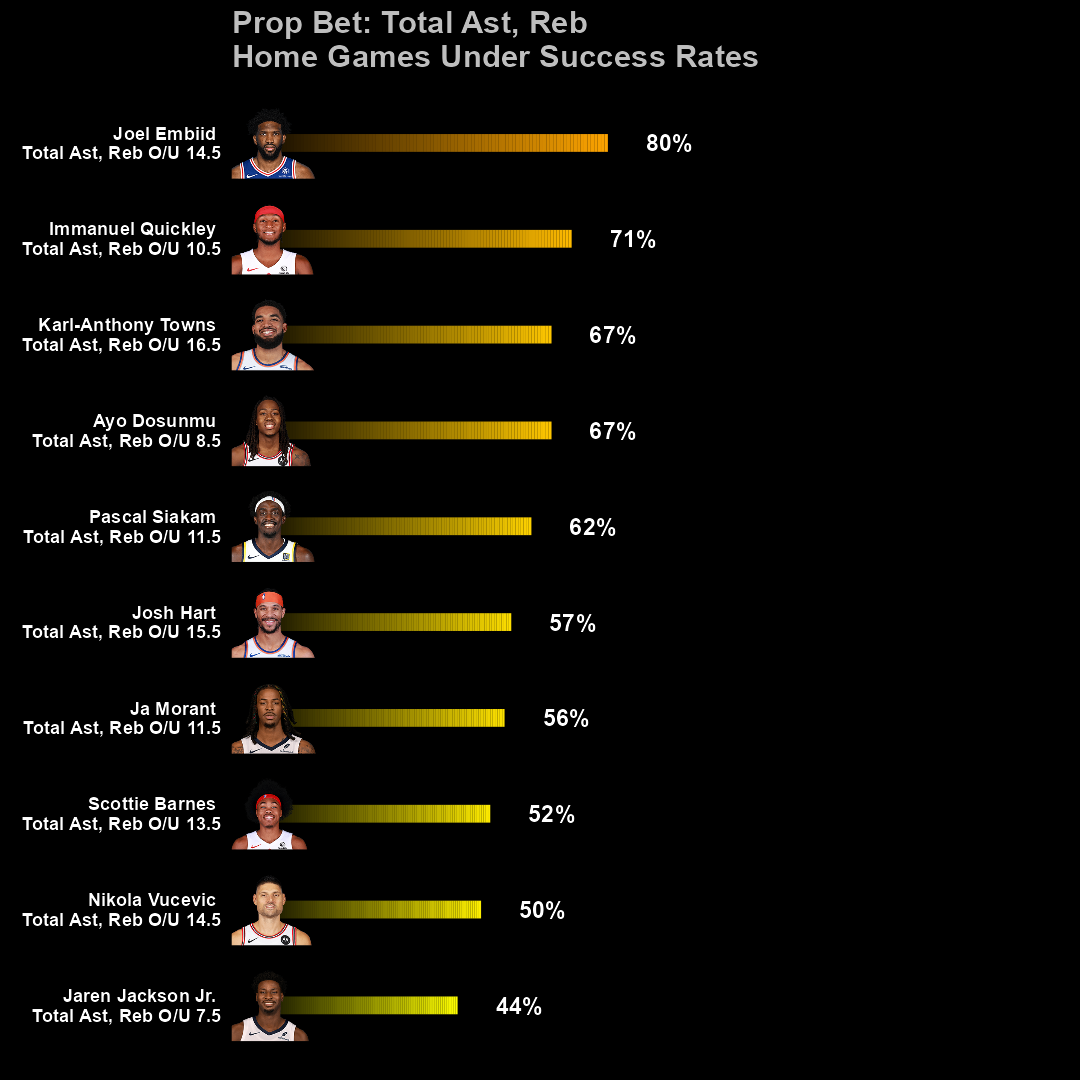 Prop Bet: Total Ast, Reb
Home Games Under Success Rates
Joel Embiid
Total Ast, Reb O/U 14.5
80%
Immanuel Quickley
Total Ast, Reb O/U 10.5
71%
Karl-Anthony Towns
Total Ast, Reb O/U 16.5
67%
Ayo Dosunmu
Total Ast, Reb O/U 8.5
67%
Pascal Siakam
Total Ast, Reb O/U 11.5
62%
Josh Hart
Total Ast, Reb O/U 15.5
57%
Ja Morant
Total Ast, Reb O/U 11.5
56%
Scottie Barnes
Total Ast, Reb O/U 13.5
52%
Nikola Vucevic
Total Ast, Reb O/U 14.5
50%
Jaren Jackson Jr.
Total Ast, Reb O/U 7.5
44%